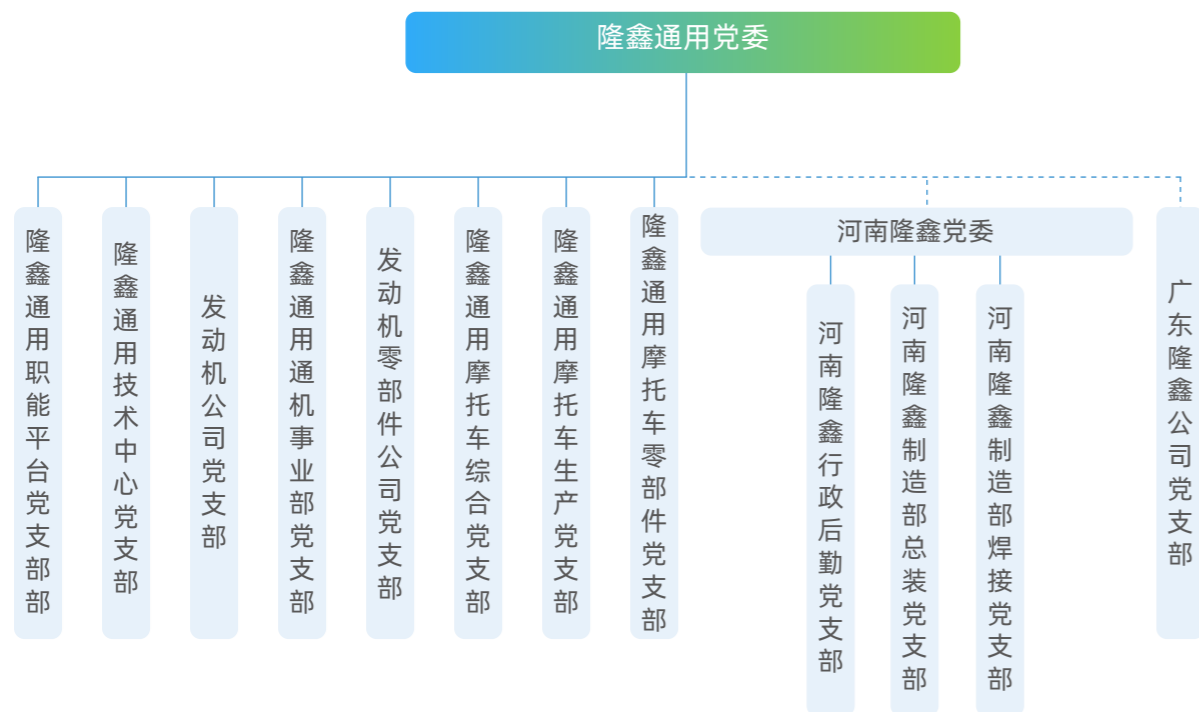 隆鑫通用党委
隆鑫通用职能平台党支部部
隆鑫通用技术中心党支部
发动机公司党支部
隆鑫通用通机事业部党支部
发动机零部件公司党支部
隆鑫通用摩托车综合党支部
隆鑫通用摩托车生产党支部
隆鑫通用摩托车零部件党支部
河南隆鑫党委
河南隆鑫行政后勤党支部
河南隆鑫制造部总装党支部
河南隆鑫制造部焊接党支部
广东隆鑫公司党支部